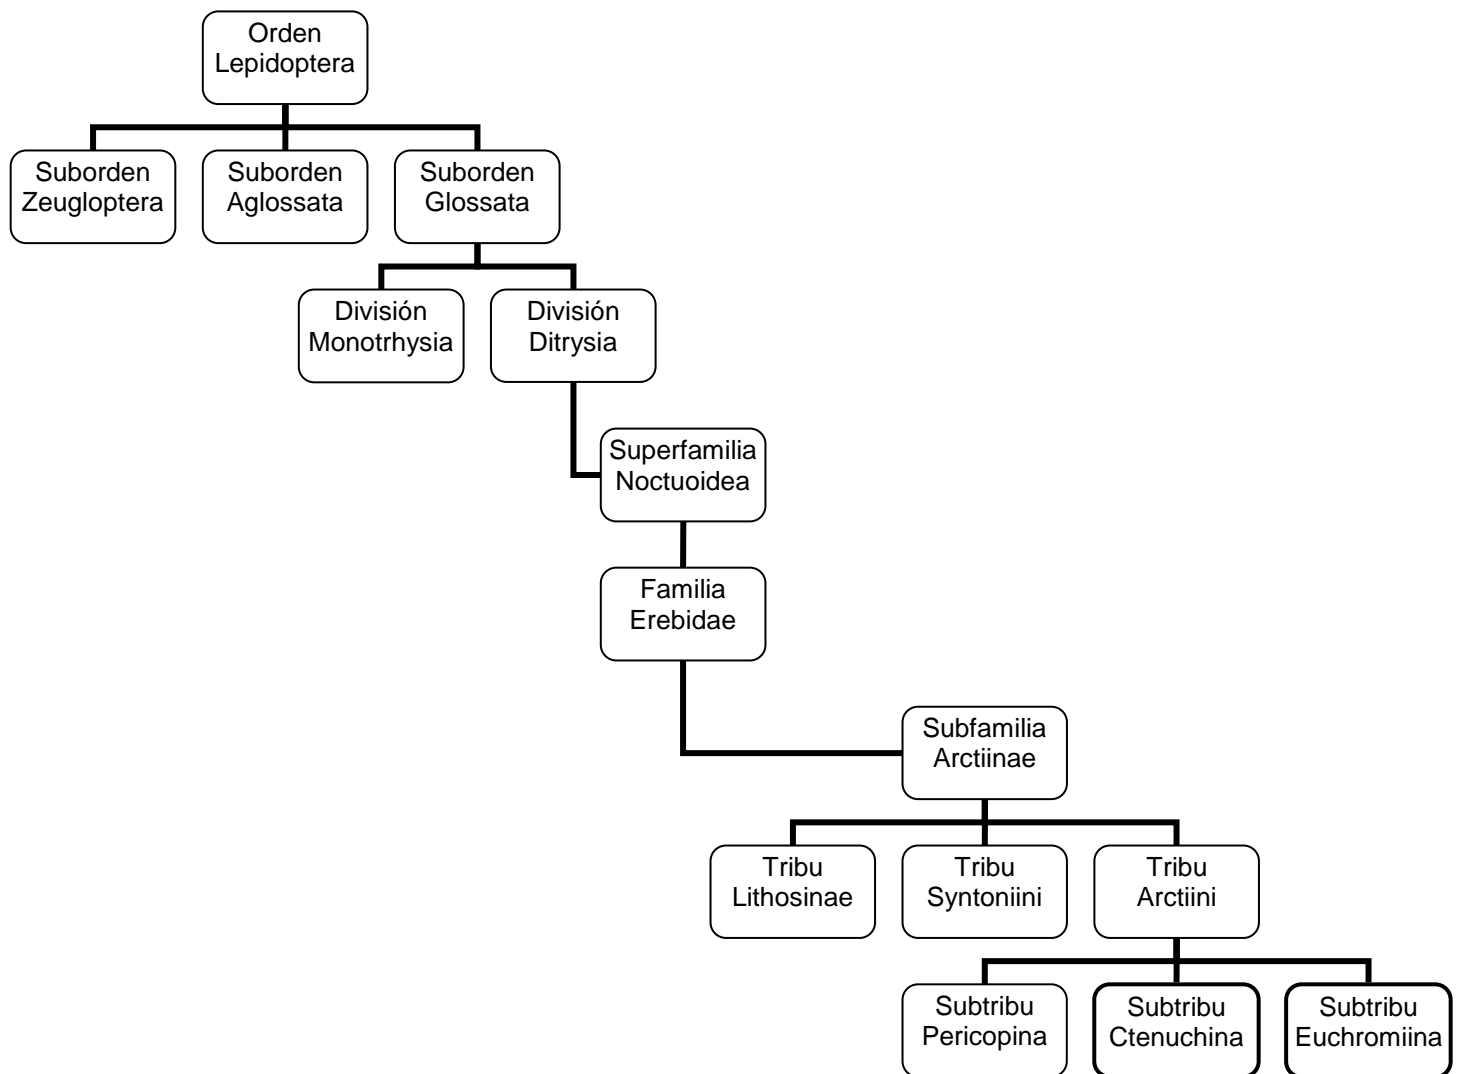 Orden
Lepidoptera
Suborden
Zeugloptera
Suborden
Aglossata
Suborden
Glossata
División
Monotrhysia
División
Ditrysia
Superfamilia
Noctuoidea
Familia
Erebidae
Subfamilia
Arctiinae
Tribu
Lithosinae
Tribu
Syntoniini
Tribu
Arctiini
Subtribu
Pericopina
Subtribu
Ctenuchina
Subtribu
Euchromiina